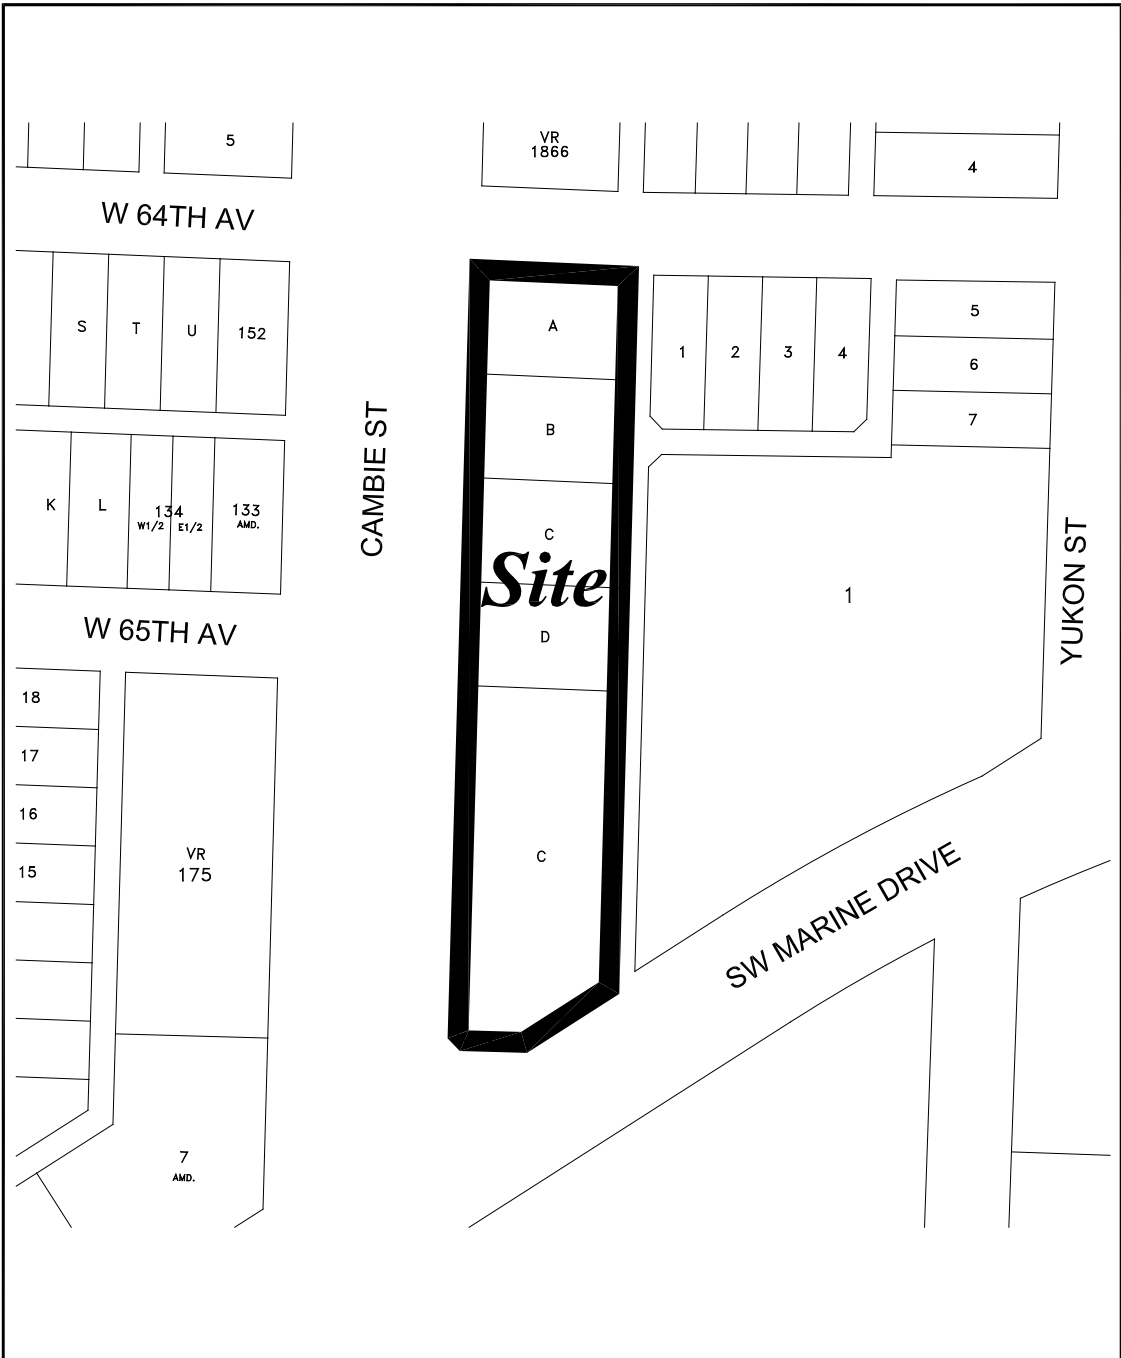 5
VR
1866
4
W 64TH AV
S
T
U
152
A
1
2
3
4
5
6
7
CAMBIE ST
B
K
L
134
W1/2
E1/2
133
AMD.
C
Site
D
1
YUKON ST
W 65TH AV
18
17
16
15
VR
175
C
SW MARINE DRIVE
7
AMD.